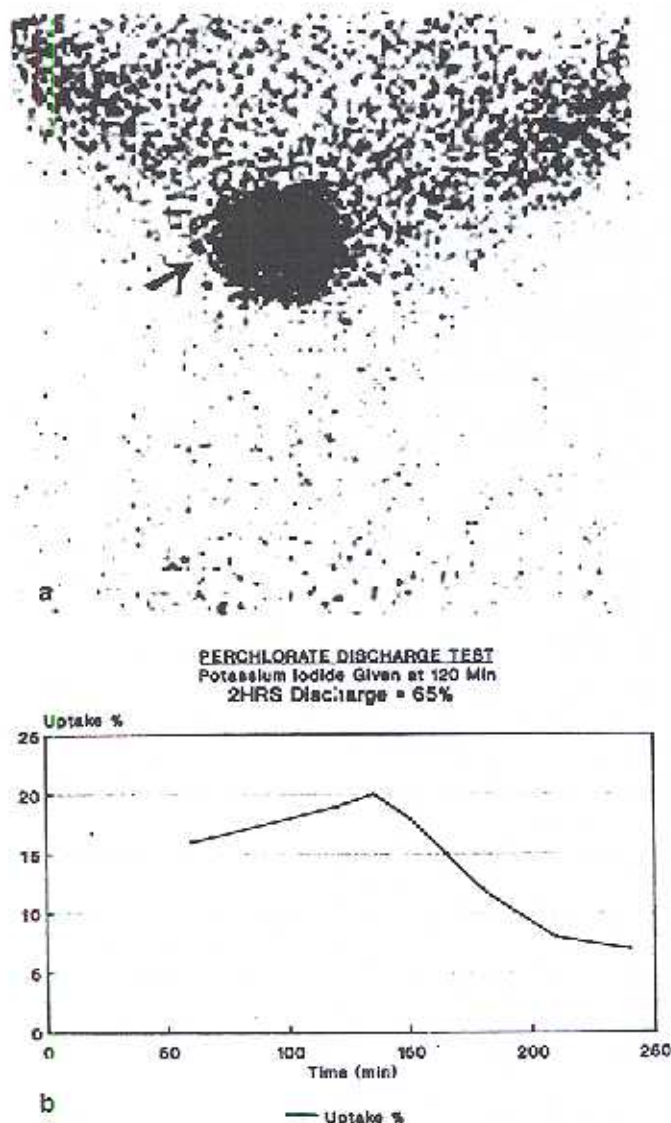 a
PERCHLORATE DISCHARGE TEST
Potassium Iodide Given at 120 Min
2HRS Discharge = 65%
Uptake %
25
20
15
10
5
0
0 50 100 150 200 250
Time (min)
b
Uptake %